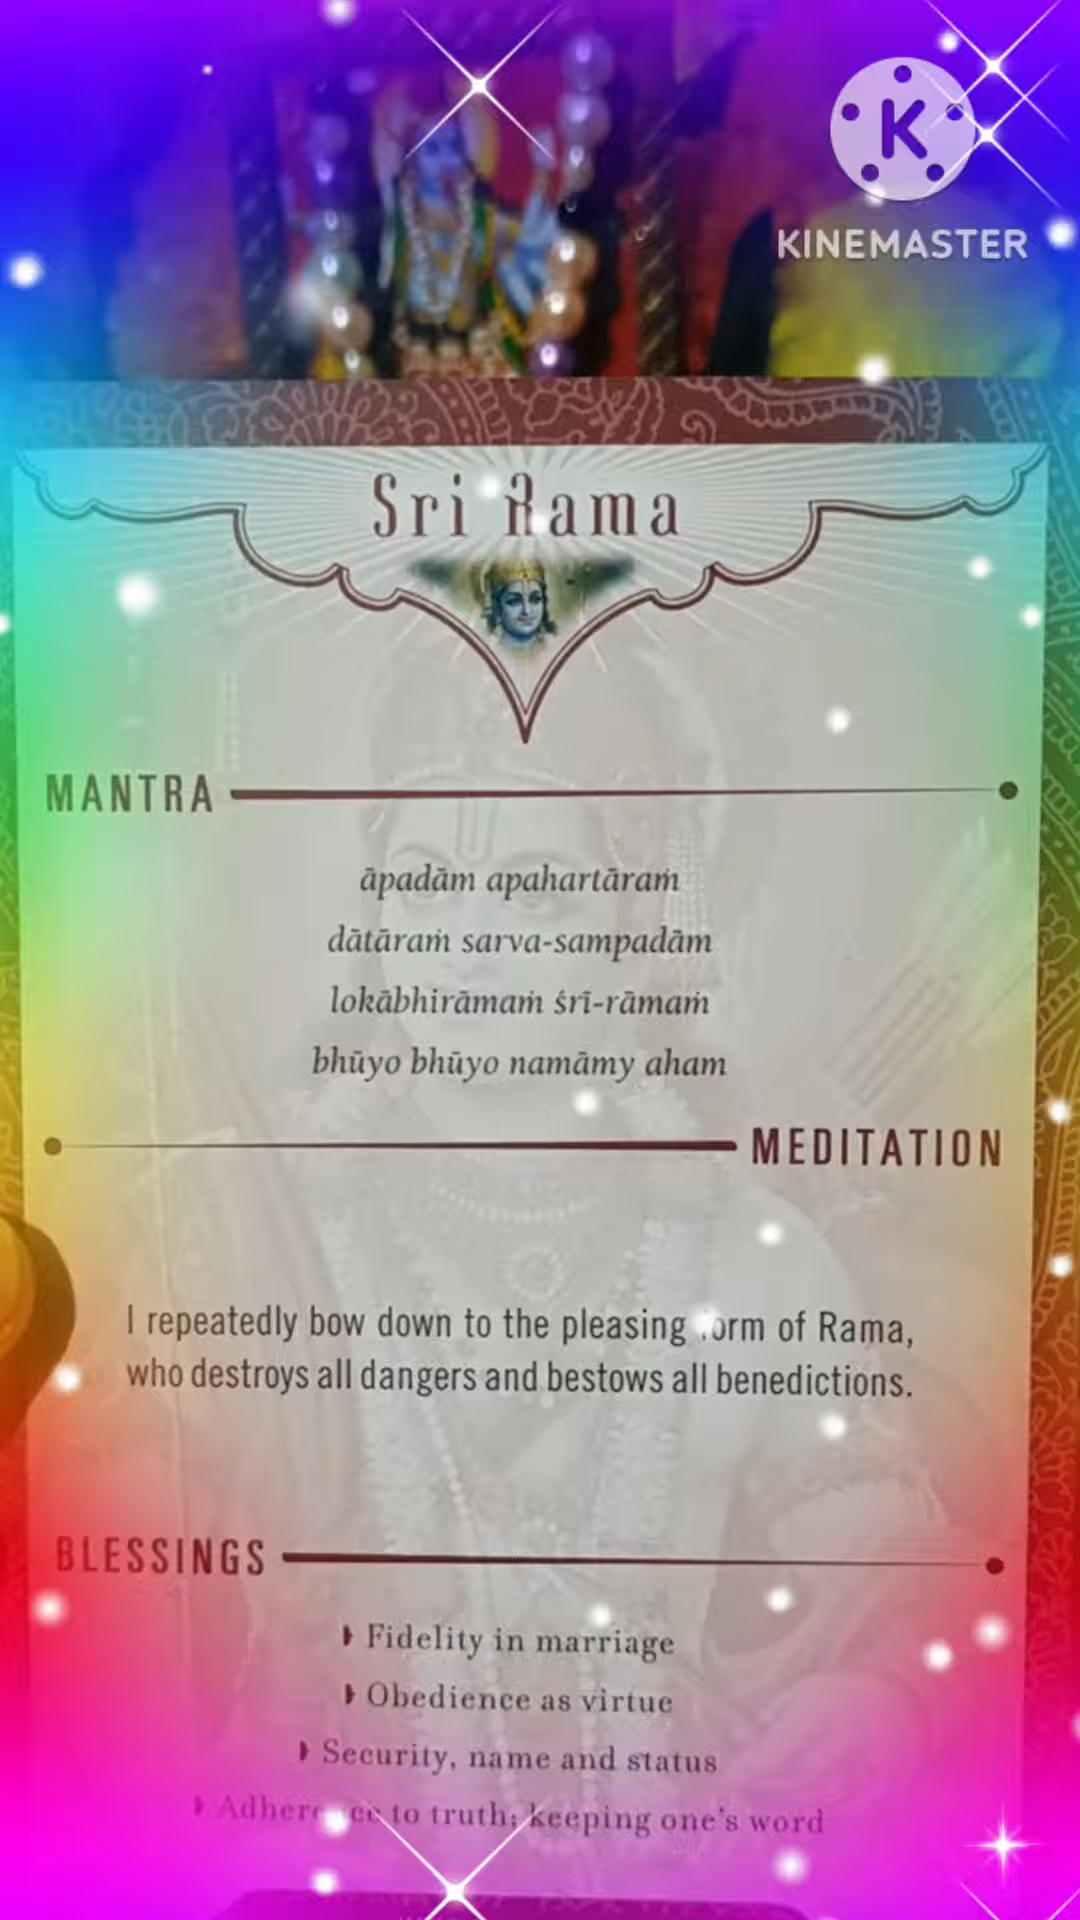 K
KINEMASTER
Sri Rama
MANTRA
āpadām apahartāraṁ
dātāraṁ sarva-sampadām
lokābhirāmaṁ śrī-rāmaṁ
bhūyo bhūyo namāmy aham
MEDITATION
I repeatedly bow down to the pleasing form of Rama,
who destroys all dangers and bestows all benedictions.
BLESSINGS
Fidelity in marriage
Obedience as virtue
Security, name and status
Adherence to truth; keeping one's word